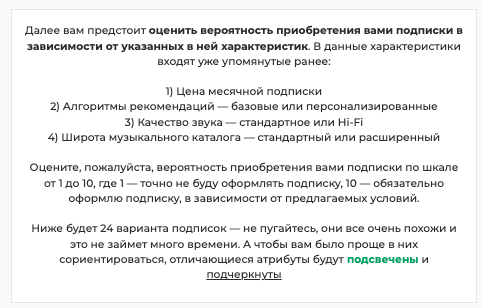 Далее вам предстоит оценить вероятность приобретения вами подписки в
зависимости от указанных в ней характеристик. В данные характеристики
входят уже упомянутые ранее:
1) Цена месячной подписки
2) Алгоритмы рекомендаций — базовые или персонализированные
3) Качество звука — стандартное или Hi-Fi
4) Широта музыкального каталога — стандартный или расширенный
Оцените, пожалуйста, вероятность приобретения вами подписки по шкале
от 1 до 10, где 1 — точно не буду оформлять подписку, 10 — обязательно
оформлю подписку, в зависимости от предлагаемых условий.
Ниже будет 24 варианта подписок — не пугайтесь, они все очень похожи и
это не займет много времени. А чтобы вам было проще в них
сориентироваться, отличающиеся атрибуты будут подсвечены и
подчеркнуты